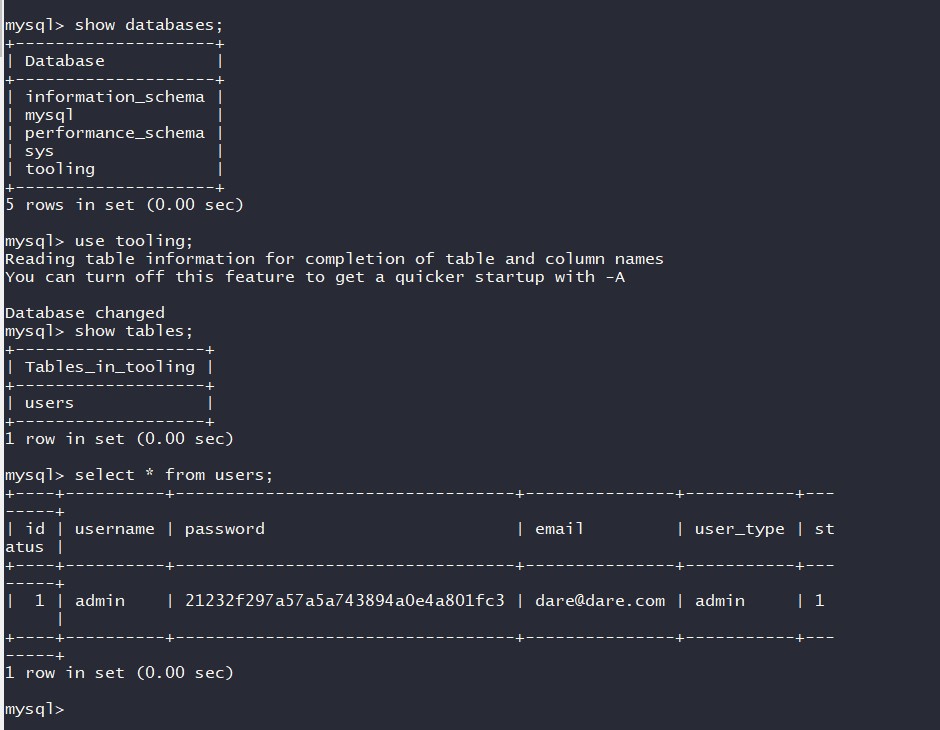 mysql> show databases;
+--------------------+
| Database           |
+--------------------+
| information_schema |
| mysql              |
| performance_schema |
| sys                |
| tooling            |
+--------------------+
5 rows in set (0.00 sec)
mysql> use tooling;
Reading table information for completion of table and column names
You can turn off this feature to get a quicker startup with -A
Database changed
mysql> show tables;
+-------------------+
| Tables_in_tooling |
+-------------------+
| users             |
+-------------------+
1 row in set (0.00 sec)
mysql> select * from users;
+----+----------+----------------------------------+---------------+-----------+---
-----+
| id | username | password                         | email         | user_type | st
atus |
+----+----------+----------------------------------+---------------+-----------+---
-----+
|  1 | admin    | 21232f297a57a5a743894a0e4a801fc3 | dare@dare.com | admin     | 1
     |
+----+----------+----------------------------------+---------------+-----------+---
-----+
1 row in set (0.00 sec)
mysql>